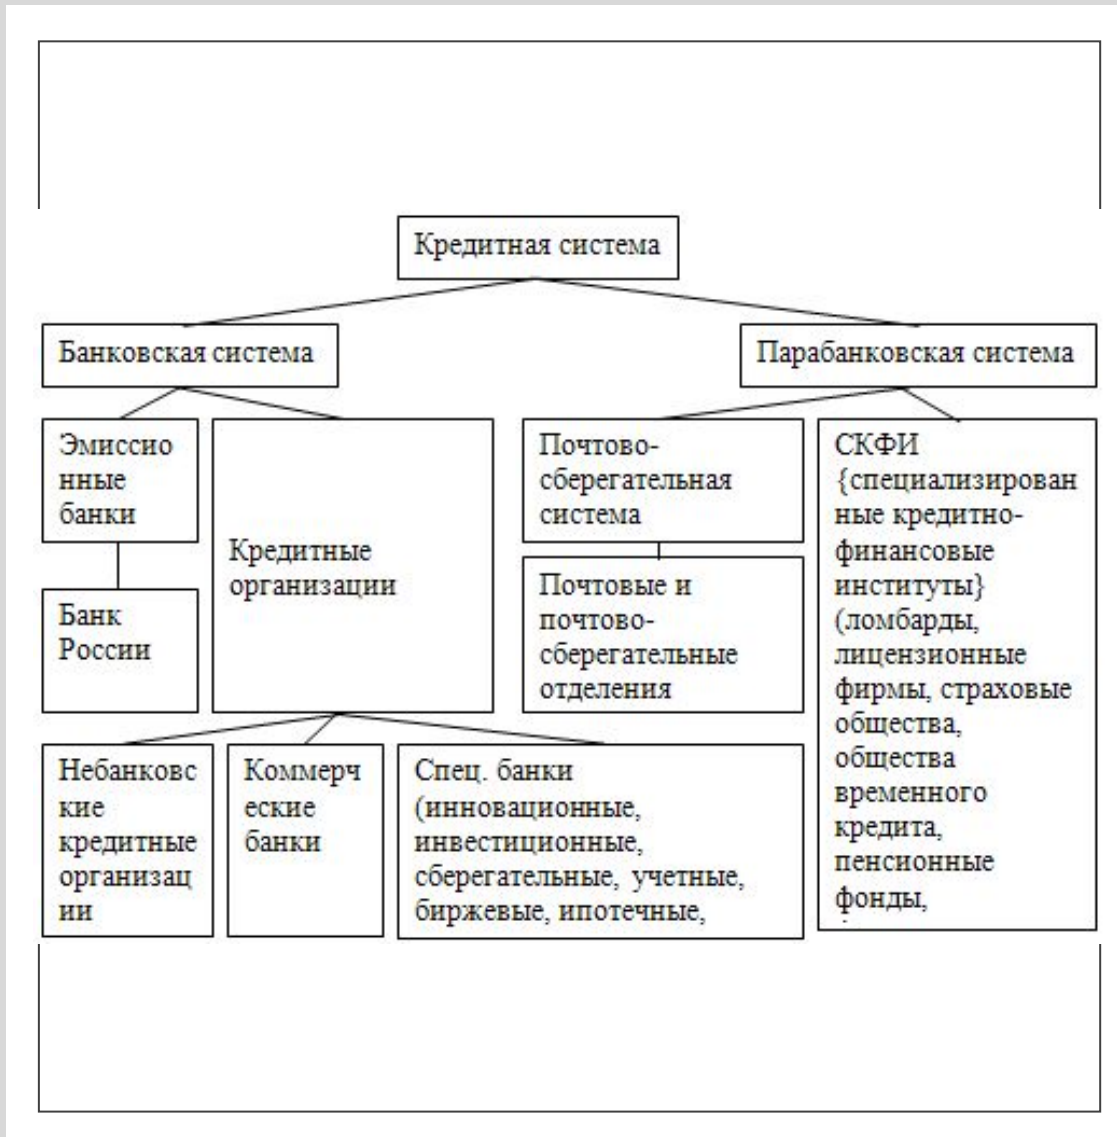 Кредитная система
Банковская система
Парабанковская система
Эмиссио
нные
банки
Кредитные
организации
Почтово-
сберегательная
система
СКФИ
{специализирован
ные кредитно-
финансовые
институты}
(ломбарды,
лицензионные
фирмы, страховые
общества,
общества
временного
кредита,
пенсионные
фонды,
Банк
России
Почтовые и
почтово-
сберегательные
отделения
Небанковс
кие
кредитные
организац
ии
Коммерч
еские
банки
Спец. банки
(инновационные,
инвестиционные,
сберегательные, учетные,
биржевые, ипотечные,